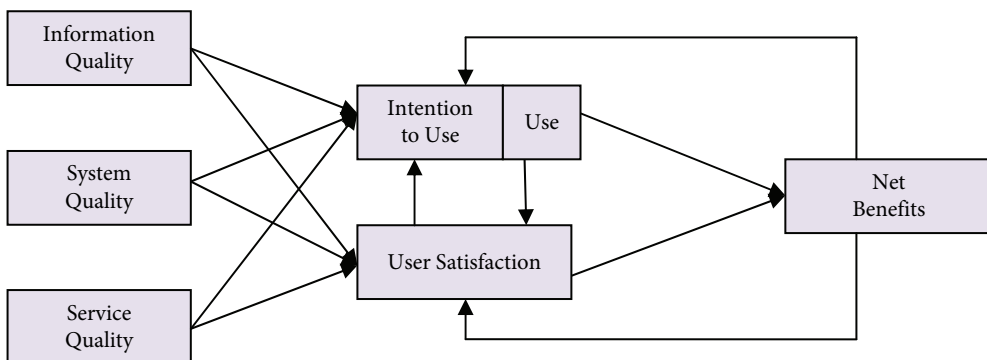 Information
Quality
System
Quality
Service
Quality
Intention
to Use
Use
User Satisfaction
Net
Benefits